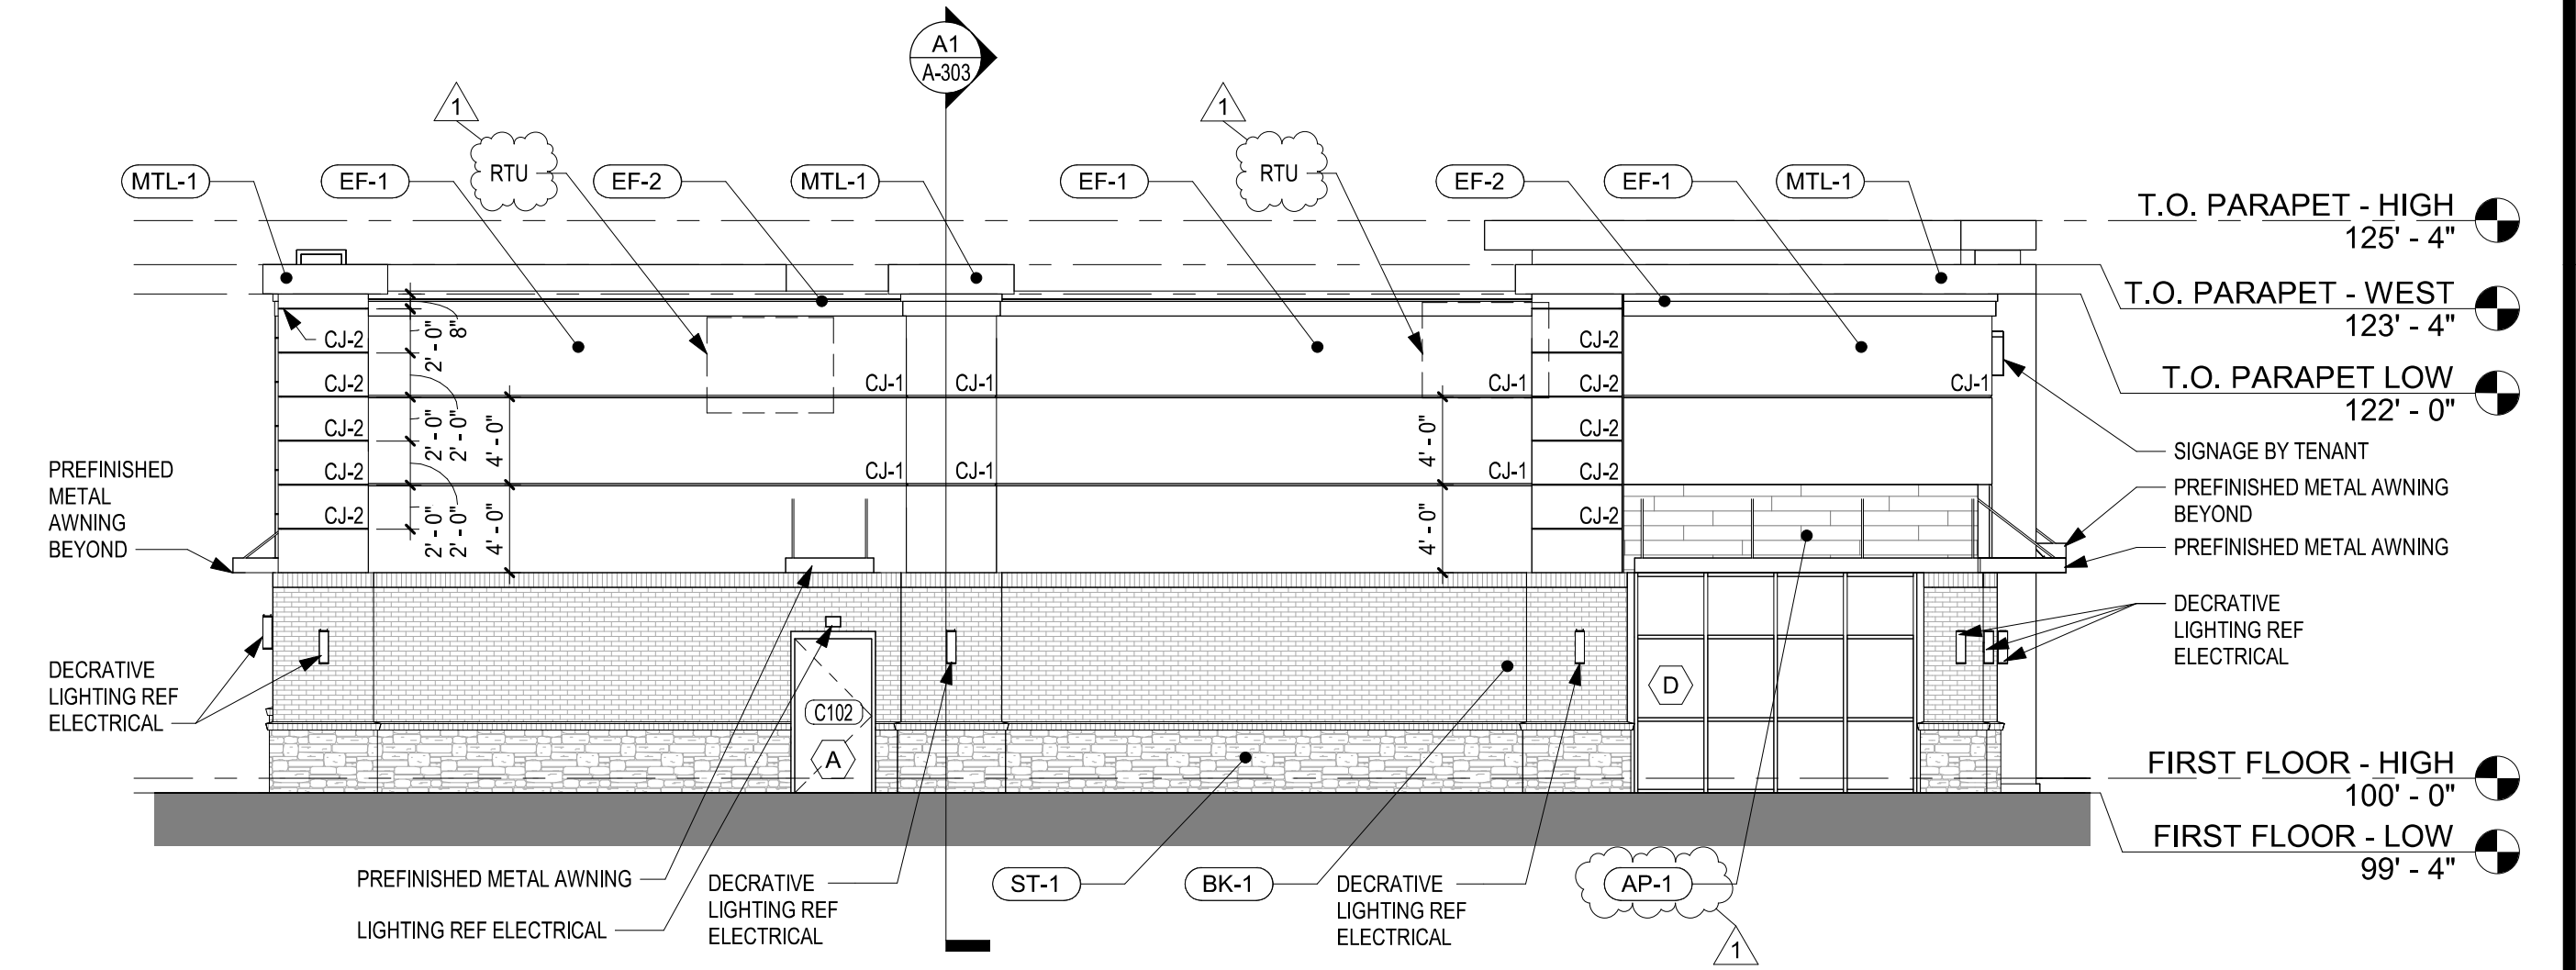 A1
A-303
1
1
RTU
RTU
MTL-1
EF-1
EF-2
MTL-1
EF-1
EF-2
EF-1
MTL-1
T.O. PARAPET - HIGH
125' - 4"
T.O. PARAPET - WEST
123' - 4"
T.O. PARAPET LOW
122' - 0"
CJ-2
CJ-2
CJ-2
CJ-2
CJ-2
2' - 0"
8"
2' - 0"
2' - 0"
2' - 0"
2' - 0"
4' - 0"
4' - 0"
CJ-1
CJ-1
CJ-1
CJ-1
CJ-1
CJ-1
4' - 0"
4' - 0"
CJ-2
CJ-2
CJ-2
CJ-2
CJ-2
CJ-1
SIGNAGE BY TENANT
PREFINISHED METAL AWNING
BEYOND
PREFINISHED METAL AWNING
DECRATIVE
LIGHTING REF
ELECTRICAL
PREFINISHED
METAL
AWNING
BEYOND
DECRATIVE
LIGHTING REF
ELECTRICAL
C102
A
D
FIRST FLOOR - HIGH
100' - 0"
FIRST FLOOR - LOW
99' - 4"
PREFINISHED METAL AWNING
LIGHTING REF ELECTRICAL
DECRATIVE
LIGHTING REF
ELECTRICAL
ST-1
BK-1
DECRATIVE
LIGHTING REF
ELECTRICAL
AP-1
1